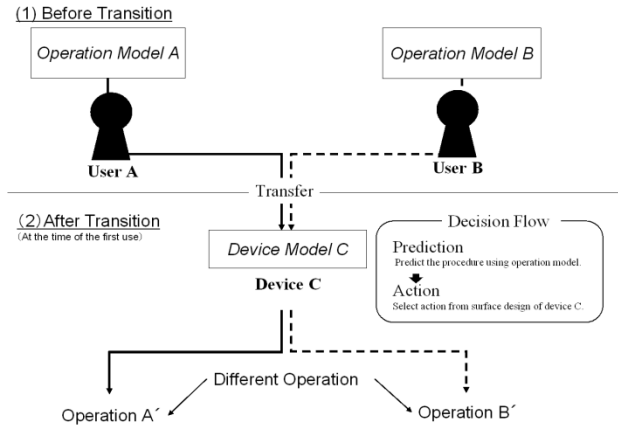 (1) Before Transition
Operation Model A
Operation Model B
User A
User B
Transfer
(2) After Transition
(At the time of the first use)
Device Model C
Device C
Decision Flow
Prediction
Predict the procedure using operation model.
Action
Select action from surface design of device C.
Different Operation
Operation A´
Operation B´